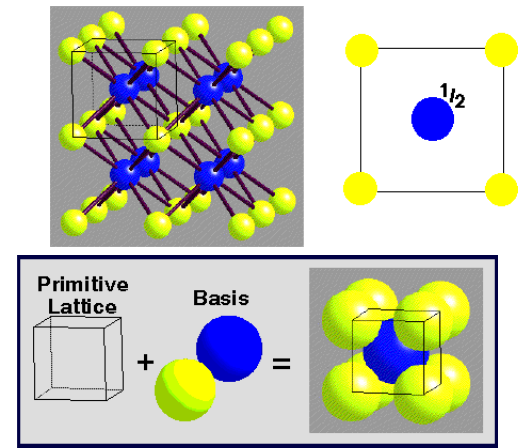 1/2
Primitive
Lattice
Basis
+
=